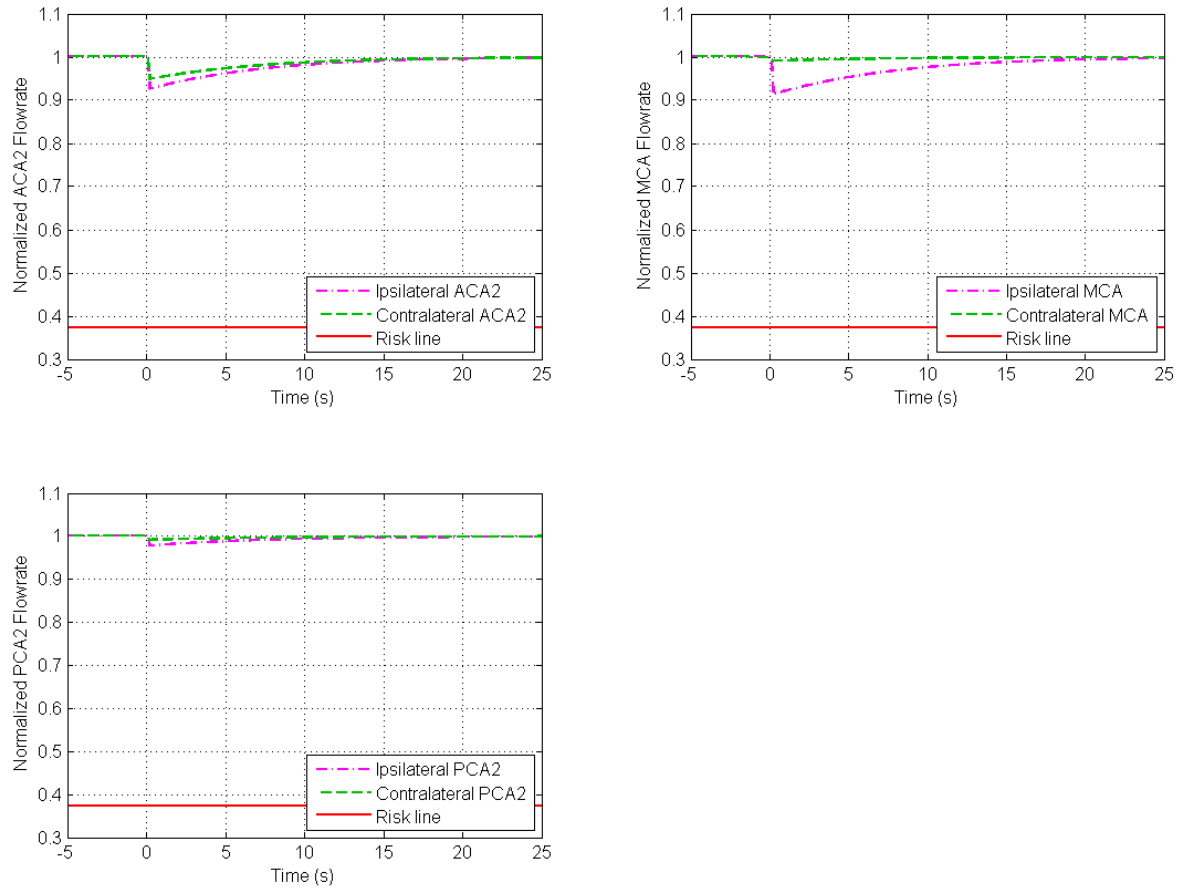 1.1
1
0.9
0.8
0.7
0.6
0.5
0.4
0.3
Normalized ACA2 Flowrate
Ipsilateral ACA2
Contralateral ACA2
Risk line
-5 0 5 10 15 20 25
Time (s)
1.1
1
0.9
0.8
0.7
0.6
0.5
0.4
0.3
Normalized MCA Flowrate
Ipsilateral MCA
Contralateral MCA
Risk line
-5 0 5 10 15 20 25
Time (s)
1.1
1
0.9
0.8
0.7
0.6
0.5
0.4
0.3
Normalized PCA2 Flowrate
Ipsilateral PCA2
Contralateral PCA2
Risk line
-5 0 5 10 15 20 25
Time (s)